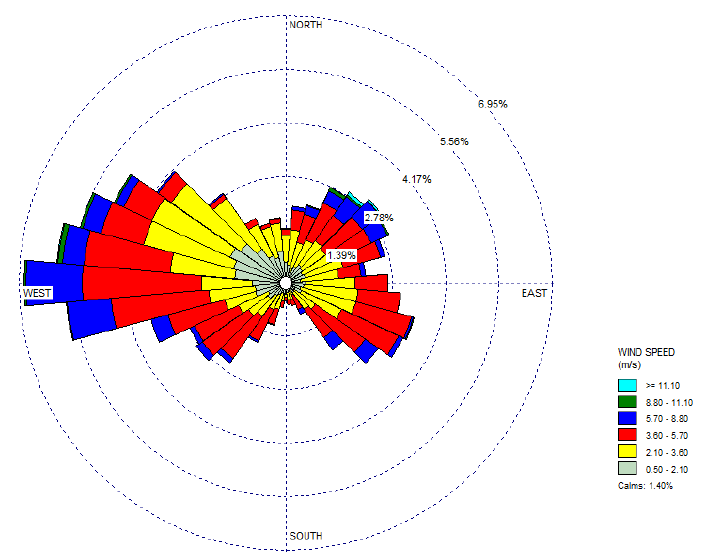 NORTH
6.95%
5.56%
4.17%
2.78%
1.39%
WEST
EAST
SOUTH
WIND SPEED
(m/s)
>= 11.10
8.80 - 11.10
5.70 - 8.80
3.60 - 5.70
2.10 - 3.60
0.50 - 2.10
Calms: 1.40%